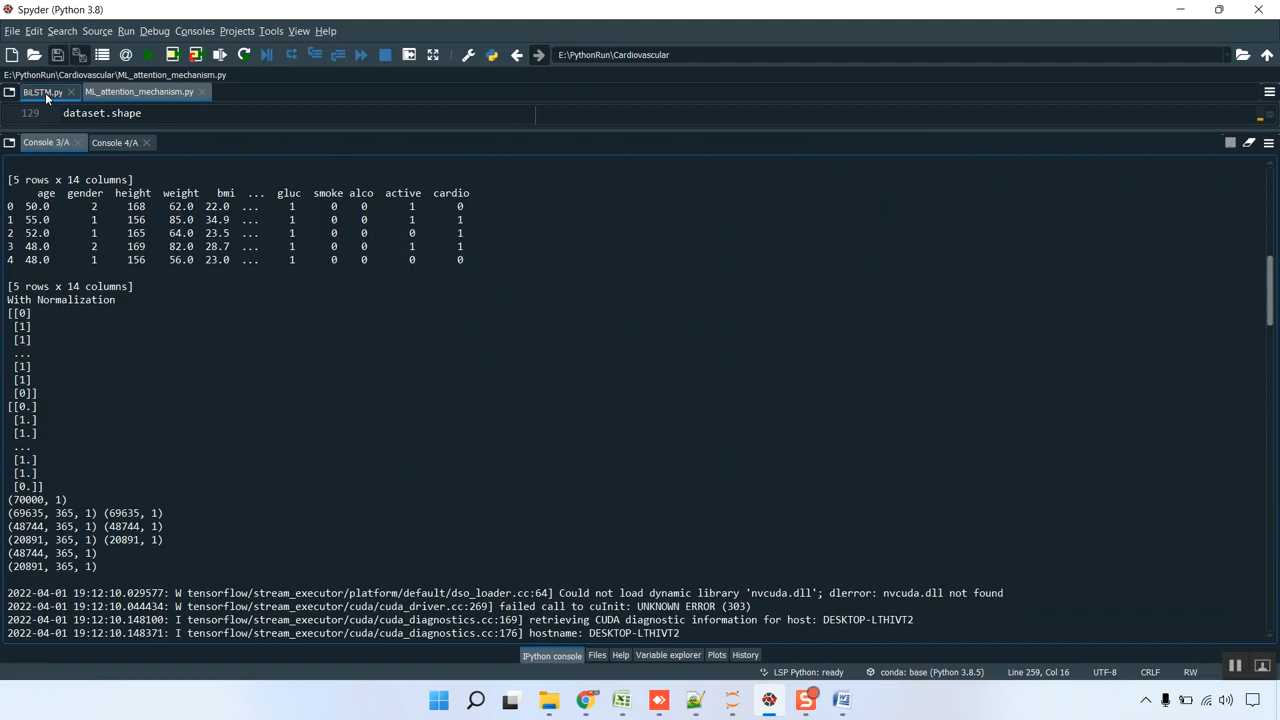 Spyder (Python 3.8)
File Edit Search Source Run Debug Consoles Projects Tools View Help
E:\PythonRun\Cardiovascular
E:\PythonRun\Cardiovascular\ML_attention_mechanism.py
BiLSTM.py ML_attention_mechanism.py
129 dataset.shape
Console 3/A Console 4/A
[5 rows x 14 columns]
age gender height weight bmi ... gluc smoke alco active cardio
0 50.0 2 168 62.0 22.0 ... 1 0 0 1 0
1 55.0 1 156 85.0 34.9 ... 1 0 0 1 1
2 52.0 1 165 64.0 23.5 ... 1 0 0 0 1
3 48.0 2 169 82.0 28.7 ... 1 0 0 1 1
4 48.0 1 156 56.0 23.0 ... 1 0 0 0 0
[5 rows x 14 columns]
With Normalization
[[0]
[1]
[1]
...
[1]
[1]
[0]]
[[0.]
[1.]
[1.]
...
[1.]
[1.]
[0.]]
(70000, 1)
(69635, 365, 1) (69635, 1)
(48744, 365, 1) (48744, 1)
(20891, 365, 1) (20891, 1)
(48744, 365, 1)
(20891, 365, 1)
2022-04-01 19:12:10.029577: W tensorflow/stream_executor/platform/default/dso_loader.cc:64] Could not load dynamic library 'nvcuda.dll'; dlerror: nvcuda.dll not found
2022-04-01 19:12:10.044434: W tensorflow/stream_executor/cuda/cuda_driver.cc:269] failed call to cuInit: UNKNOWN ERROR (303)
2022-04-01 19:12:10.148100: I tensorflow/stream_executor/cuda/cuda_diagnostics.cc:169] retrieving CUDA diagnostic information for host: DESKTOP-LTHIVT2
2022-04-01 19:12:10.148371: I tensorflow/stream_executor/cuda/cuda_diagnostics.cc:176] hostname: DESKTOP-LTHIVT2
IPython console Files Help Variable explorer Plots History
LSP Python: ready conda: base (Python 3.8.5) Line 259, Col 16 UTF-8 CRLF RW